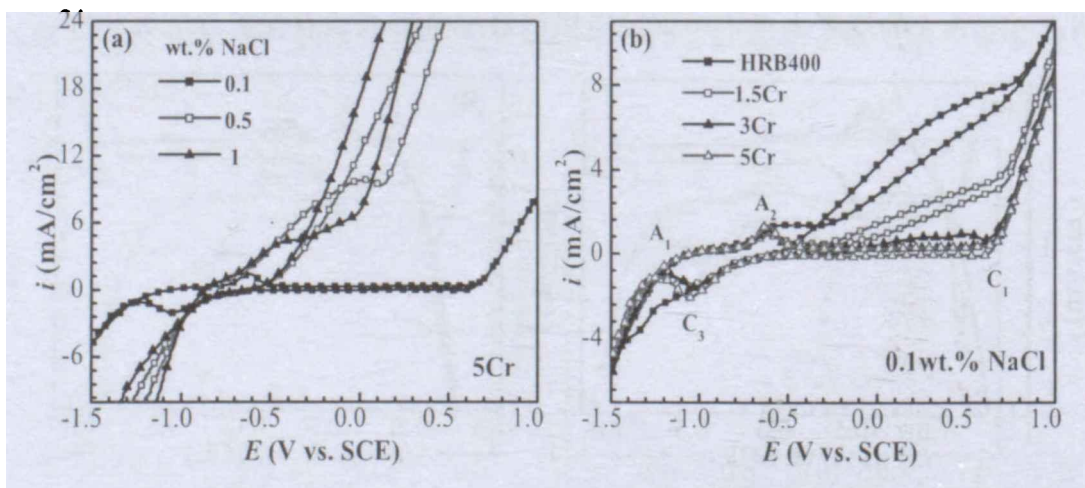 24
24
(a)
wt.% NaCl
0.1
0.5
1
18
12
6
0
-6
5Cr
i (mA/cm²)
-1.5 -1.0 -0.5 0.0 0.5 1.0
E (V vs. SCE)
(b)
HRB400
1.5Cr
3Cr
5Cr
8
4
0
-4
A₁
A₂
C₁
C₃
0.1wt.% NaCl
i (mA/cm²)
-1.5 -1.0 -0.5 0.0 0.5 1.0
E (V vs. SCE)